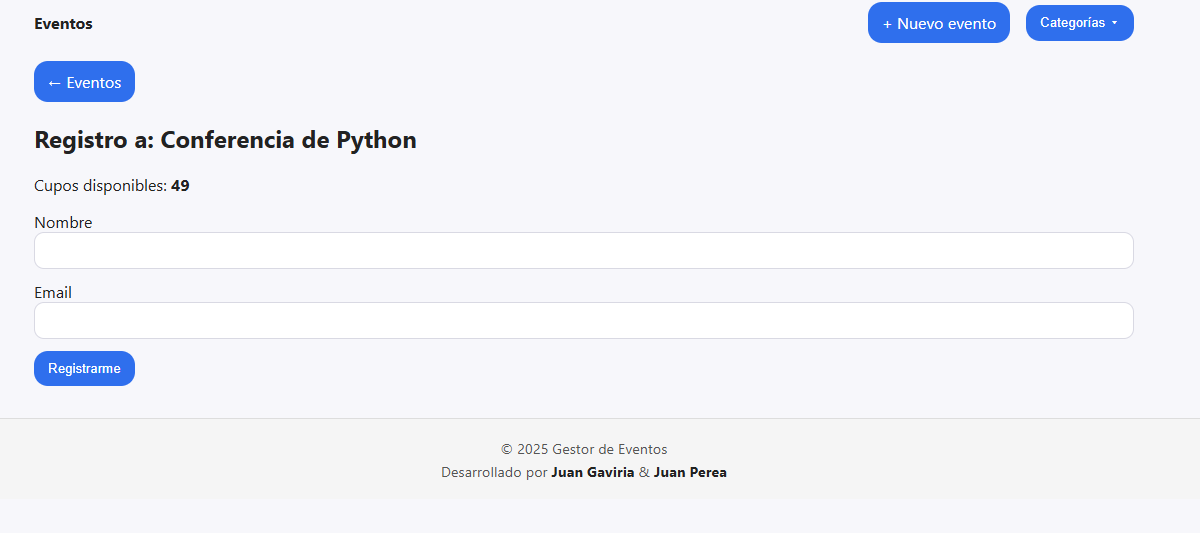 Eventos
+ Nuevo evento
Categorías
← Eventos
Registro a: Conferencia de Python
Cupos disponibles: 49
Nombre
Email
Registrarme
© 2025 Gestor de Eventos
Desarrollado por Juan Gaviria & Juan Perea